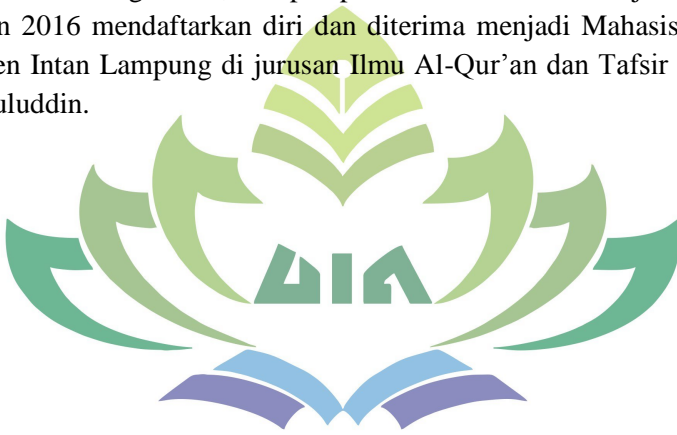 n 2016 mendaftarkan diri dan diterima menjadi Mahasis
en Intan Lampung di jurusan Ilmu Al-Qur’an dan Tafsir
uluddin.
UIN